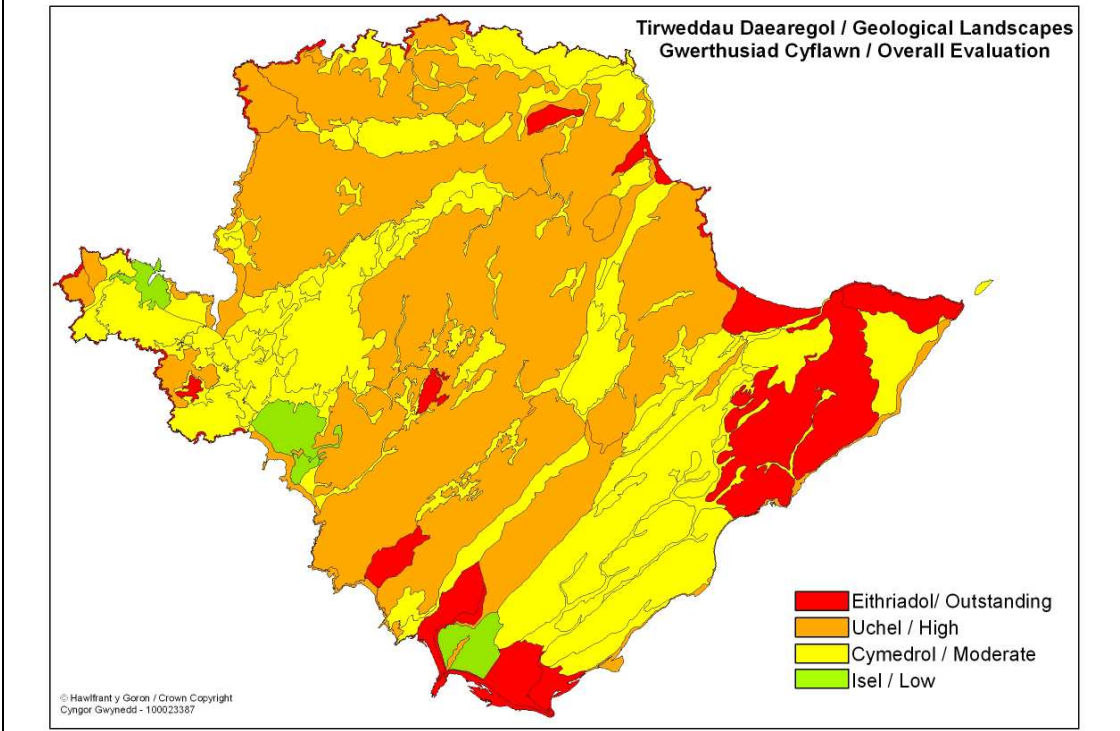 Tirweddau Daearegol / Geological Landscapes
Gwerthusiad Cyflawn / Overall Evaluation
Eithriadol/ Outstanding
Uchel / High
Cymedrol / Moderate
Isel / Low
© Hawlfraint y Goron / Crown Copyright
Cyngor Gwynedd - 100023387